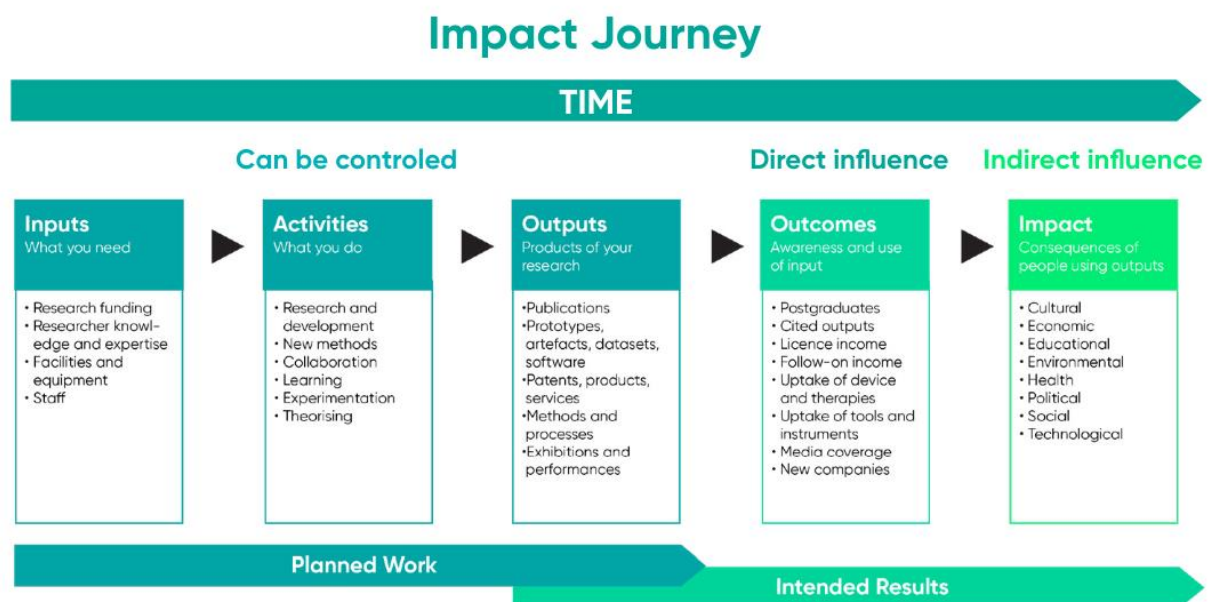 Impact Journey
TIME
Can be controled
Direct influence
Indirect influence
Inputs
What you need
• Research funding
• Researcher knowl-
edge and expertise
• Facilities and
equipment
• Staff
Activities
What you do
• Research and
development
• New methods
• Collaboration
• Learning
• Experimentation
• Theorising
Outputs
Products of your
research
•Publications
•Prototypes,
artefacts, datasets,
software
•Patents, products,
services
•Methods and
processes
•Exhibitions and
performances
Outcomes
Awareness and use
of input
• Postgraduates
• Cited outputs
• Licence income
• Follow-on income
• Uptake of device
and therapies
• Uptake of tools and
instruments
• Media coverage
• New companies
Impact
Consequences of
people using outputs
• Cultural
• Economic
• Educational
• Environmental
• Health
• Political
• Social
• Technological
Planned Work
Intended Results